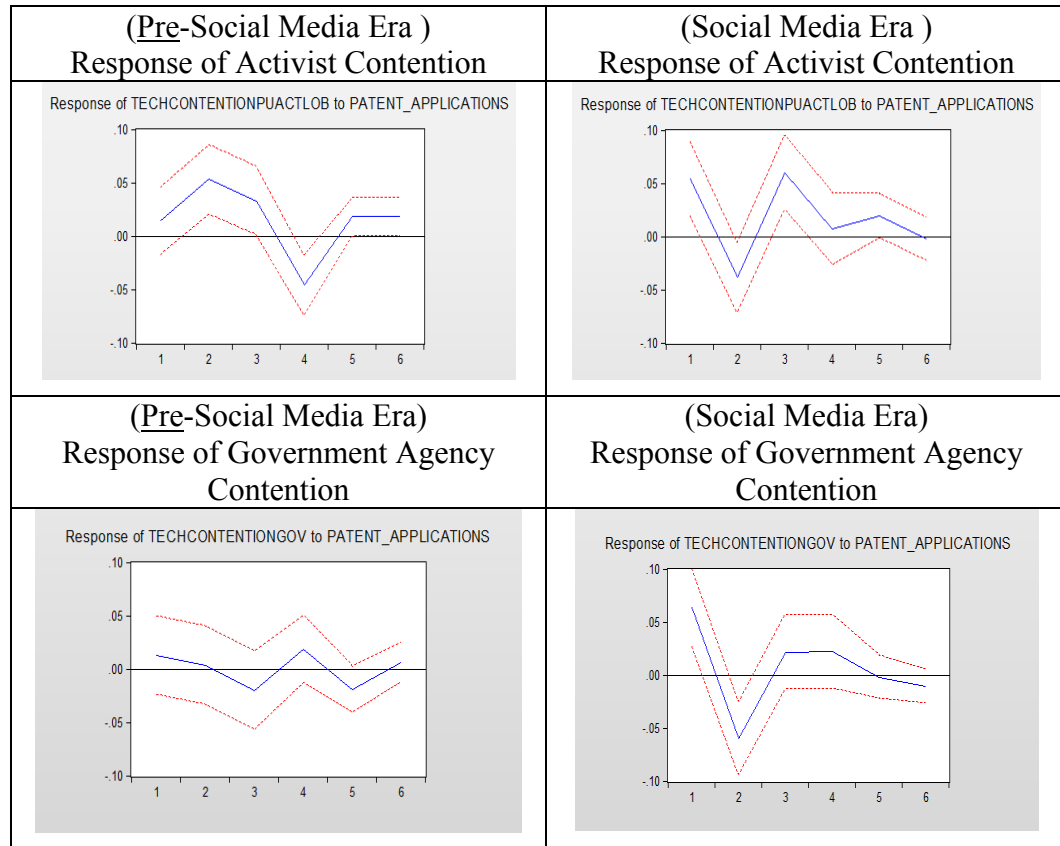 (Pre-Social Media Era )
Response of Activist Contention
(Social Media Era )
Response of Activist Contention
Response of TECHCONTENTIONPUACTLOB to PATENT_APPLICATIONS
.10
.05
.00
-.05
-.10
1 2 3 4 5 6
Response of TECHCONTENTIONPUACTLOB to PATENT_APPLICATIONS
.10
.05
.00
-.05
-.10
1 2 3 4 5 6
(Pre-Social Media Era)
Response of Government Agency
Contention
(Social Media Era)
Response of Government Agency
Contention
Response of TECHCONTENTIONGOV to PATENT_APPLICATIONS
.10
.05
.00
-.05
-.10
1 2 3 4 5 6
Response of TECHCONTENTIONGOV to PATENT_APPLICATIONS
.10
.05
.00
-.05
-.10
1 2 3 4 5 6